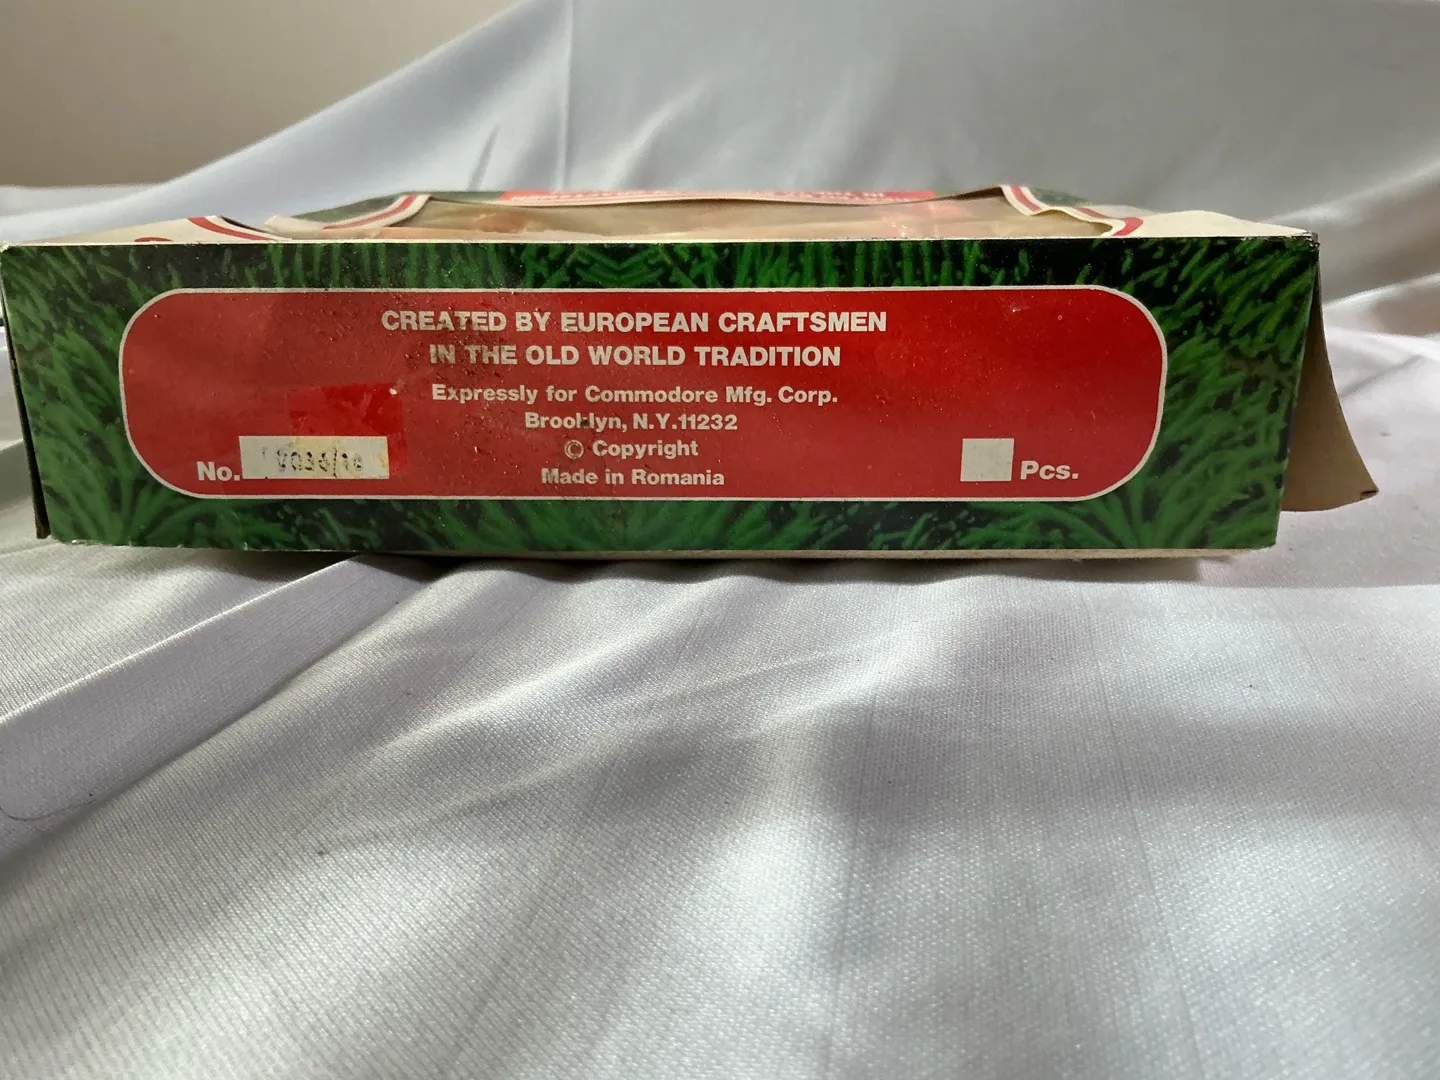 CREATED BY EUROPEAN CRAFTSMEN
IN THE OLD WORLD TRADITION
Expressly for Commodore Mfg. Corp.
Brooklyn, N.Y.11232
© Copyright
Made in Romania
No.
Pcs.